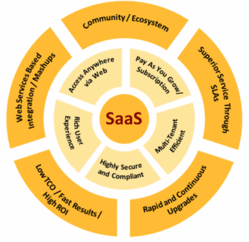 Community / Ecosystem
Superior Service Through
SLAs
Rapid and Continuous
Upgrades
Low TCO / Fast Results /
High ROI
Web Services Based
Integration / Mashups
Access Anywhere
via Web
Pay As You Grow/
Subscription
Multi-Tenant
Efficient
Highly Secure
and Compliant
Rich User
Experience
SaaS